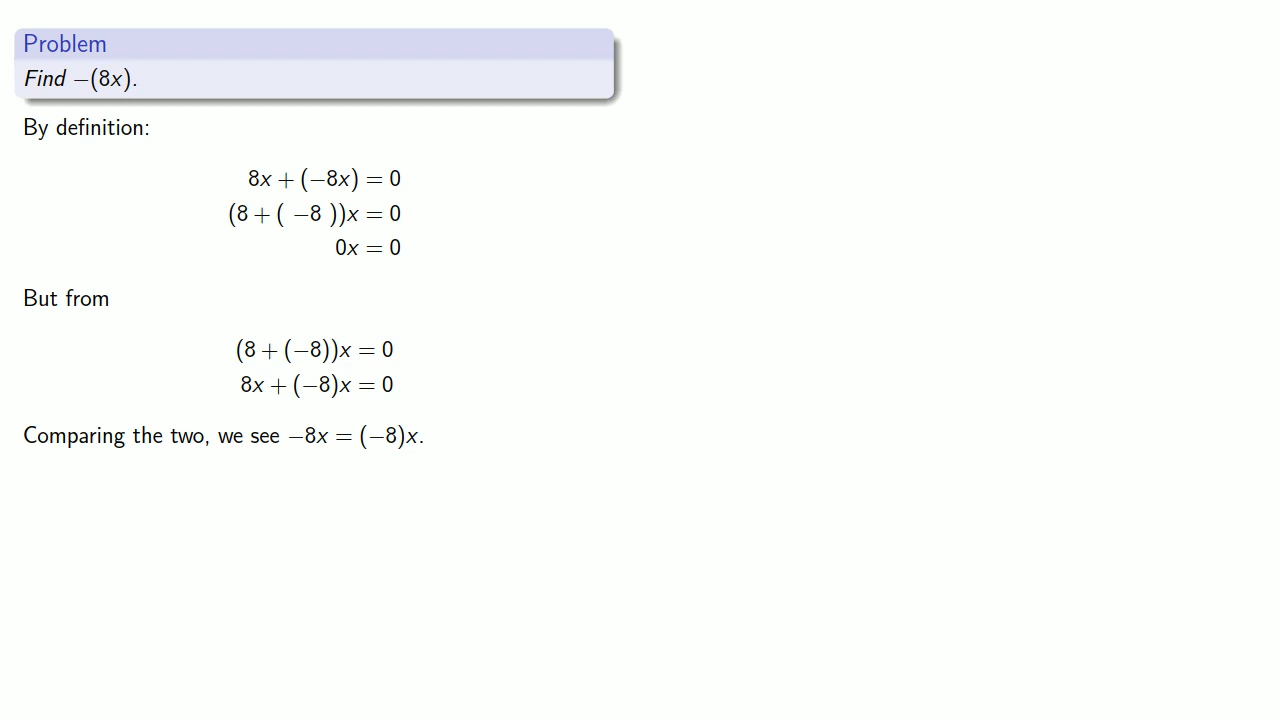 Problem
Find −(8x).
By definition:
8x + (−8x) = 0
(8 + ( −8 ))x = 0
0x = 0
But from
(8 + (−8))x = 0
8x + (−8)x = 0
Comparing the two, we see −8x = (−8)x.